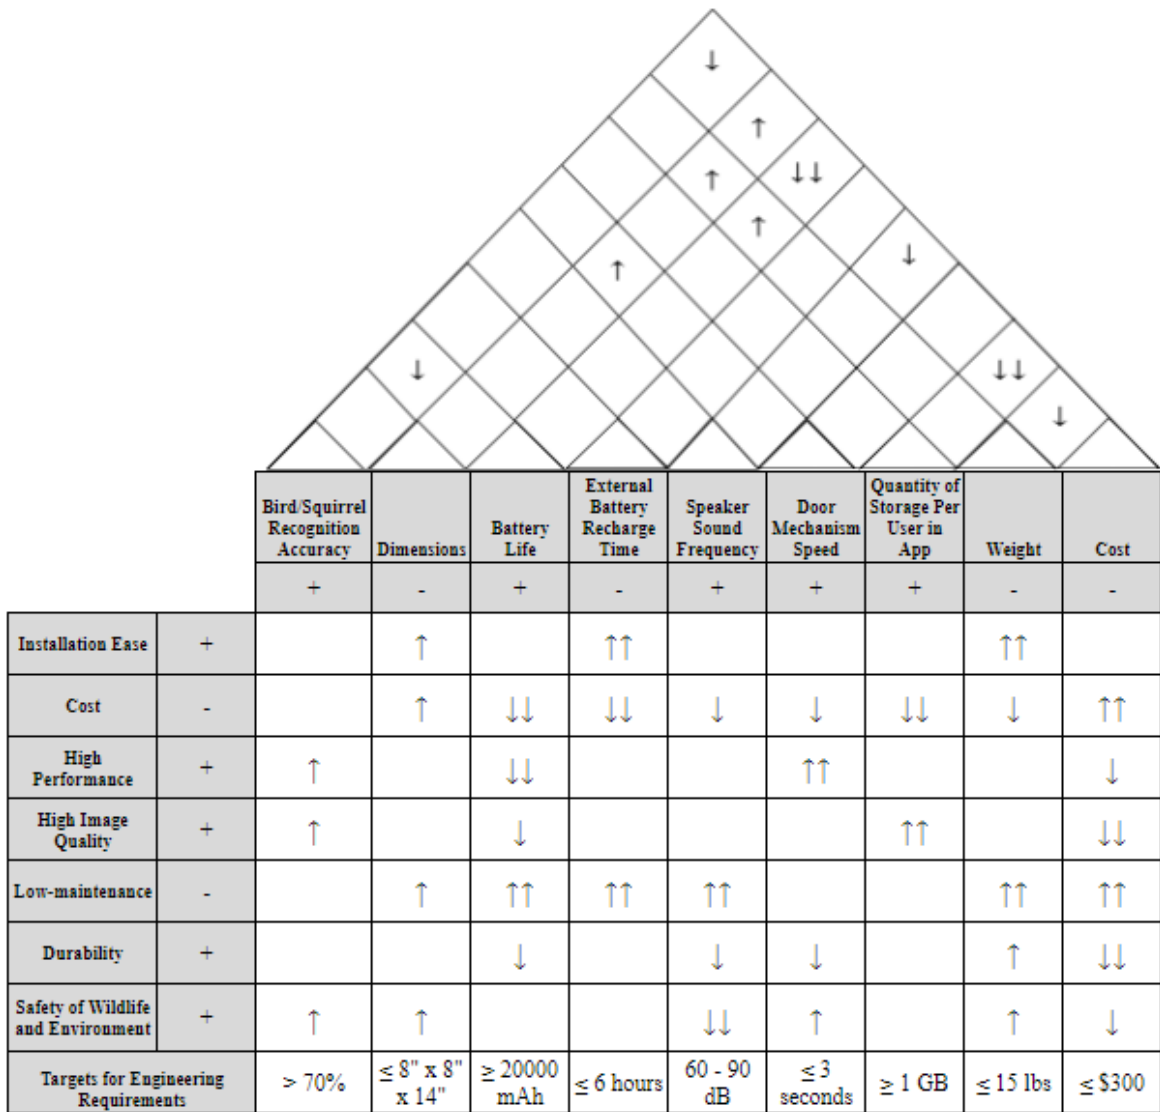 ↓
↑
↑ ↓↓
↑
↑ ↓
↓ ↓↓
↓
Bird/Squirrel Recognition Accuracy Dimensions Battery Life External Battery Recharge Time Speaker Sound Frequency Door Mechanism Speed Quantity of Storage Per User in App Weight Cost
+ - + - + + + - -
Installation Ease + ↑ ↑↑ ↑↑
Cost - ↑ ↓↓ ↓↓ ↓ ↓ ↓↓ ↓ ↑↑
High Performance + ↑ ↓↓ ↑↑ ↓
High Image Quality + ↑ ↓ ↑↑ ↓↓
Low-maintenance - ↑ ↑↑ ↑↑ ↑↑ ↑↑ ↑↑
Durability + ↓ ↓ ↓ ↑ ↓↓
Safety of Wildlife and Environment + ↑ ↑ ↓↓ ↑ ↑ ↓
Targets for Engineering Requirements > 70% ≤ 8" x 8" x 14" ≥ 20000 mAh ≤ 6 hours 60 - 90 dB ≤ 3 seconds ≥ 1 GB ≤ 15 lbs ≤ $300